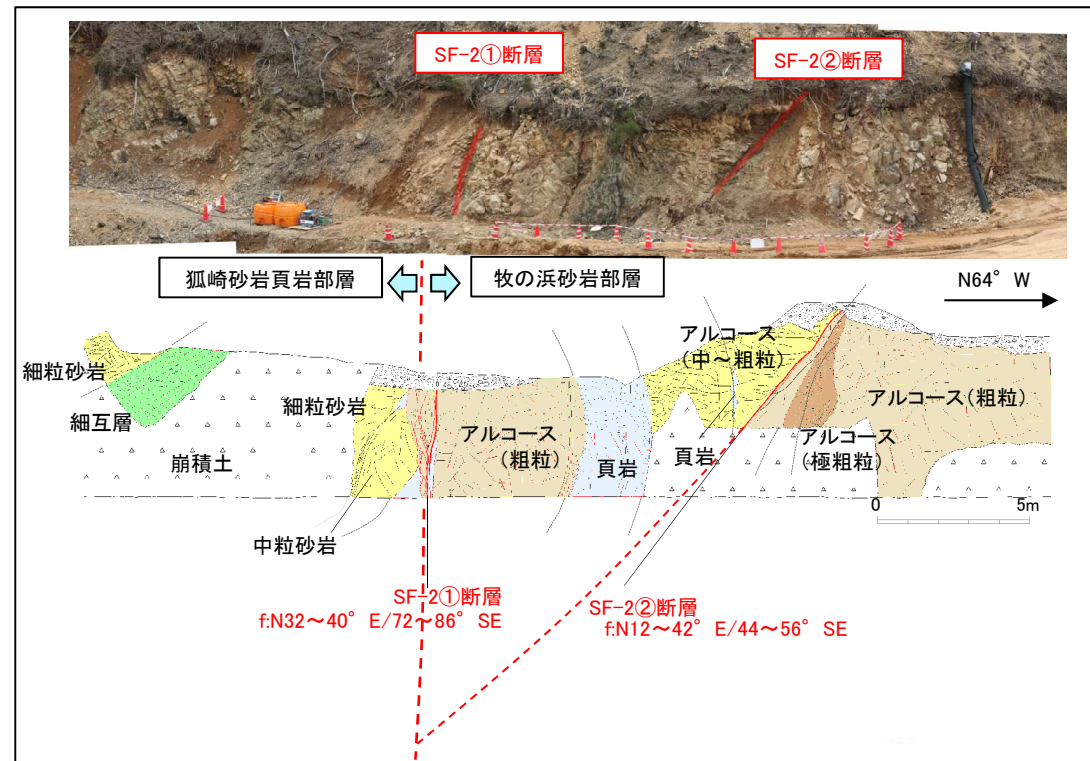 SF-2①断層
SF-2②断層
狐崎砂岩頁岩部層
牧の浜砂岩部層
N64° W
細粒砂岩
細互層
崩積土
細粒砂岩
中粒砂岩
アルコース
(粗粒)
頁岩
アルコース
(中～粗粒)
頁岩
アルコース
(極粗粒)
アルコース(粗粒)
0
5m
SF-2①断層
f:N32～40° E/72～86° SE
SF-2②断層
f:N12～42° E/44～56° SE